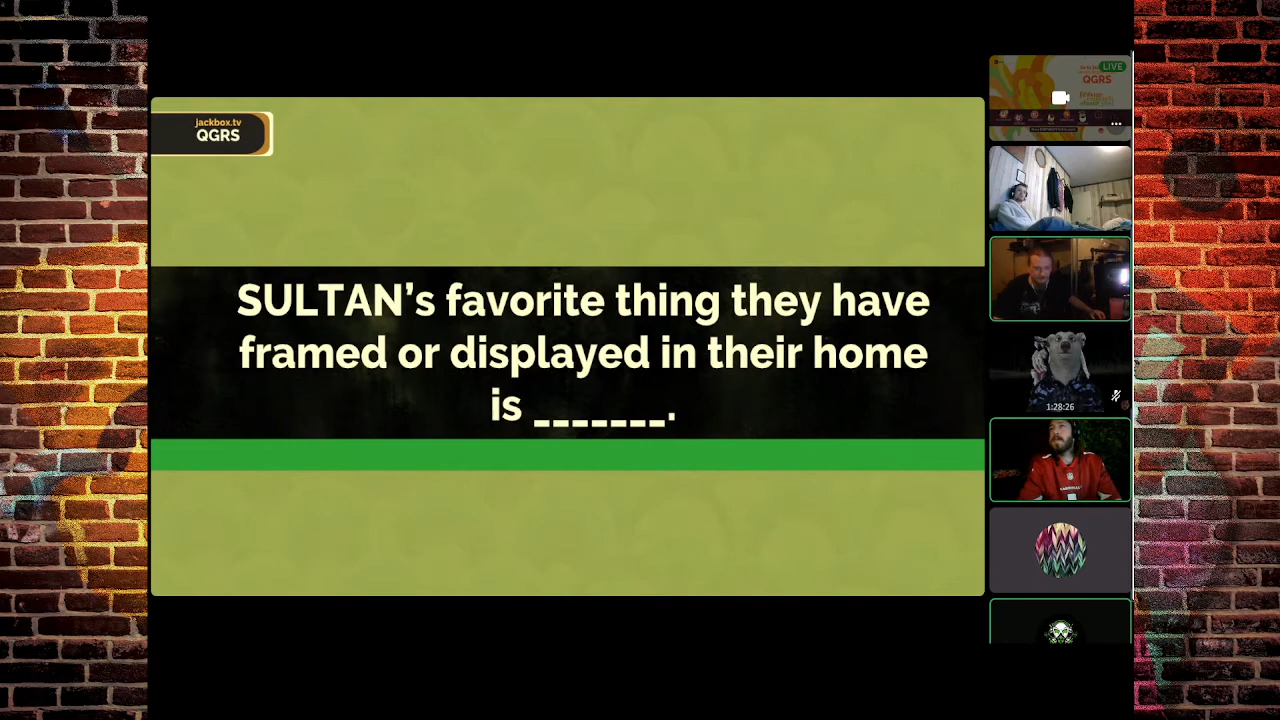 jackbox.tv
QGRS
SULTAN's favorite thing they have
framed or displayed in their home
is _______.
LIVE
QGRS
1:28:26